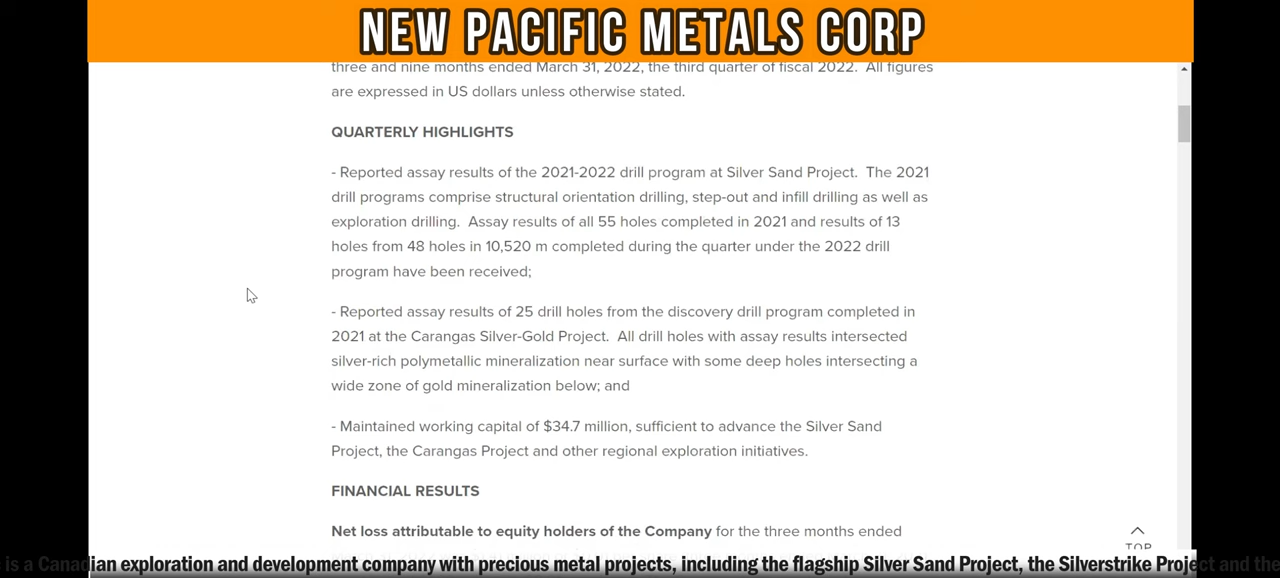 NEW PACIFIC METALS CORP
three and nine months ended March 31, 2022, the third quarter of fiscal 2022. All figures
are expressed in US dollars unless otherwise stated.
QUARTERLY HIGHLIGHTS
- Reported assay results of the 2021-2022 drill program at Silver Sand Project. The 2021
drill programs comprise structural orientation drilling, step-out and infill drilling as well as
exploration drilling. Assay results of all 55 holes completed in 2021 and results of 13
holes from 48 holes in 10,520 m completed during the quarter under the 2022 drill
program have been received;
- Reported assay results of 25 drill holes from the discovery drill program completed in
2021 at the Carangas Silver-Gold Project. All drill holes with assay results intersected
silver-rich polymetallic mineralization near surface with some deep holes intersecting a
wide zone of gold mineralization below; and
- Maintained working capital of $34.7 million, sufficient to advance the Silver Sand
Project, the Carangas Project and other regional exploration initiatives.
FINANCIAL RESULTS
Net loss attributable to equity holders of the Company for the three months ended
TOP
is a Canadian exploration and development company with precious metal projects, including the flagship Silver Sand Project, the Silverstrike Project and the